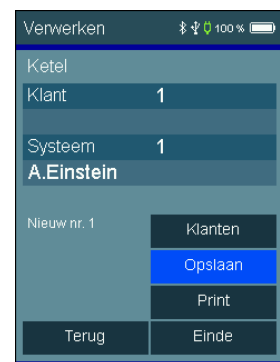 Verwerken 100 %
Ketel
Klant 1
Systeem 1
A.Einstein
Nieuw nr. 1
Klanten
Opslaan
Print
Terug Einde